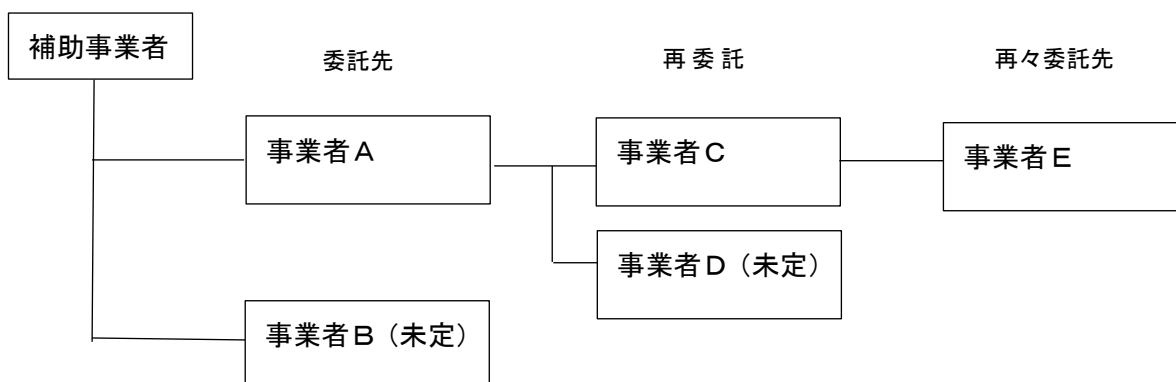 補助事業者
委託先
再委託
再々委託先
事業者A
事業者C
事業者E
事業者D（未定）
事業者B（未定）